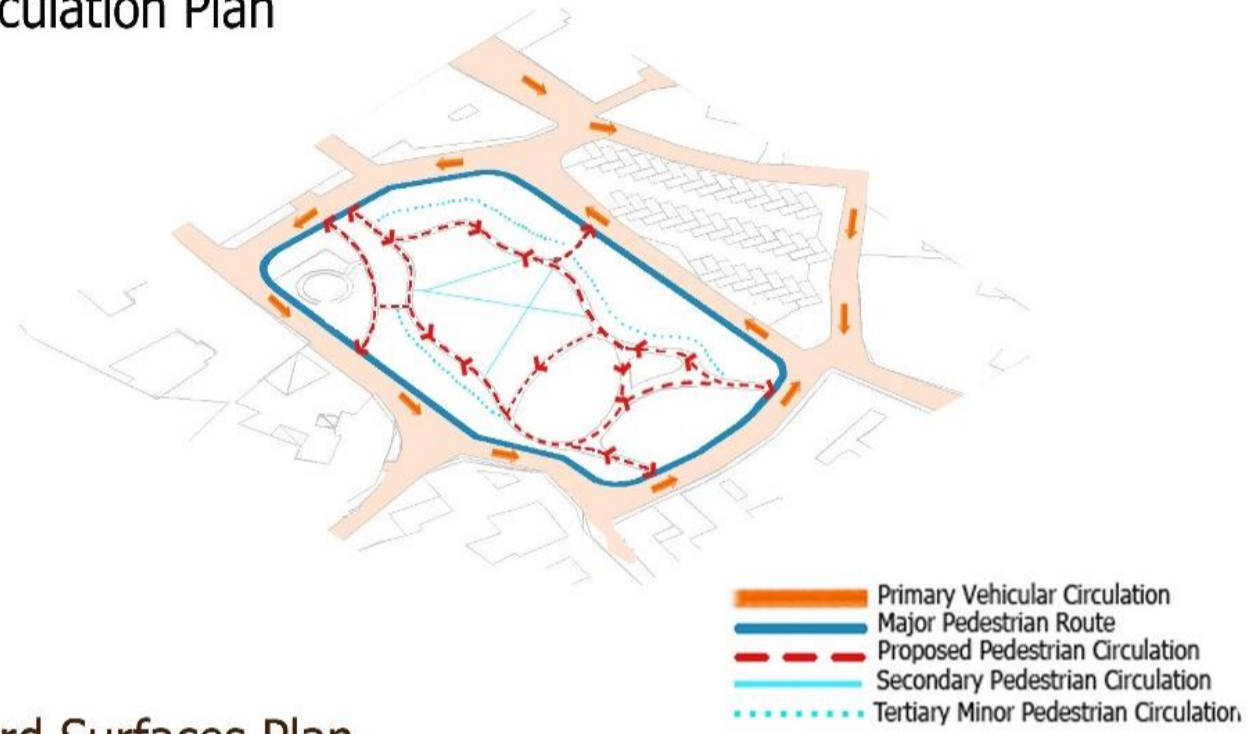 culation Plan
Primary Vehicular Circulation
Major Pedestrian Route
Proposed Pedestrian Circulation
Secondary Pedestrian Circulation
Tertiary Minor Pedestrian Circulation
rd Surfaces Plan